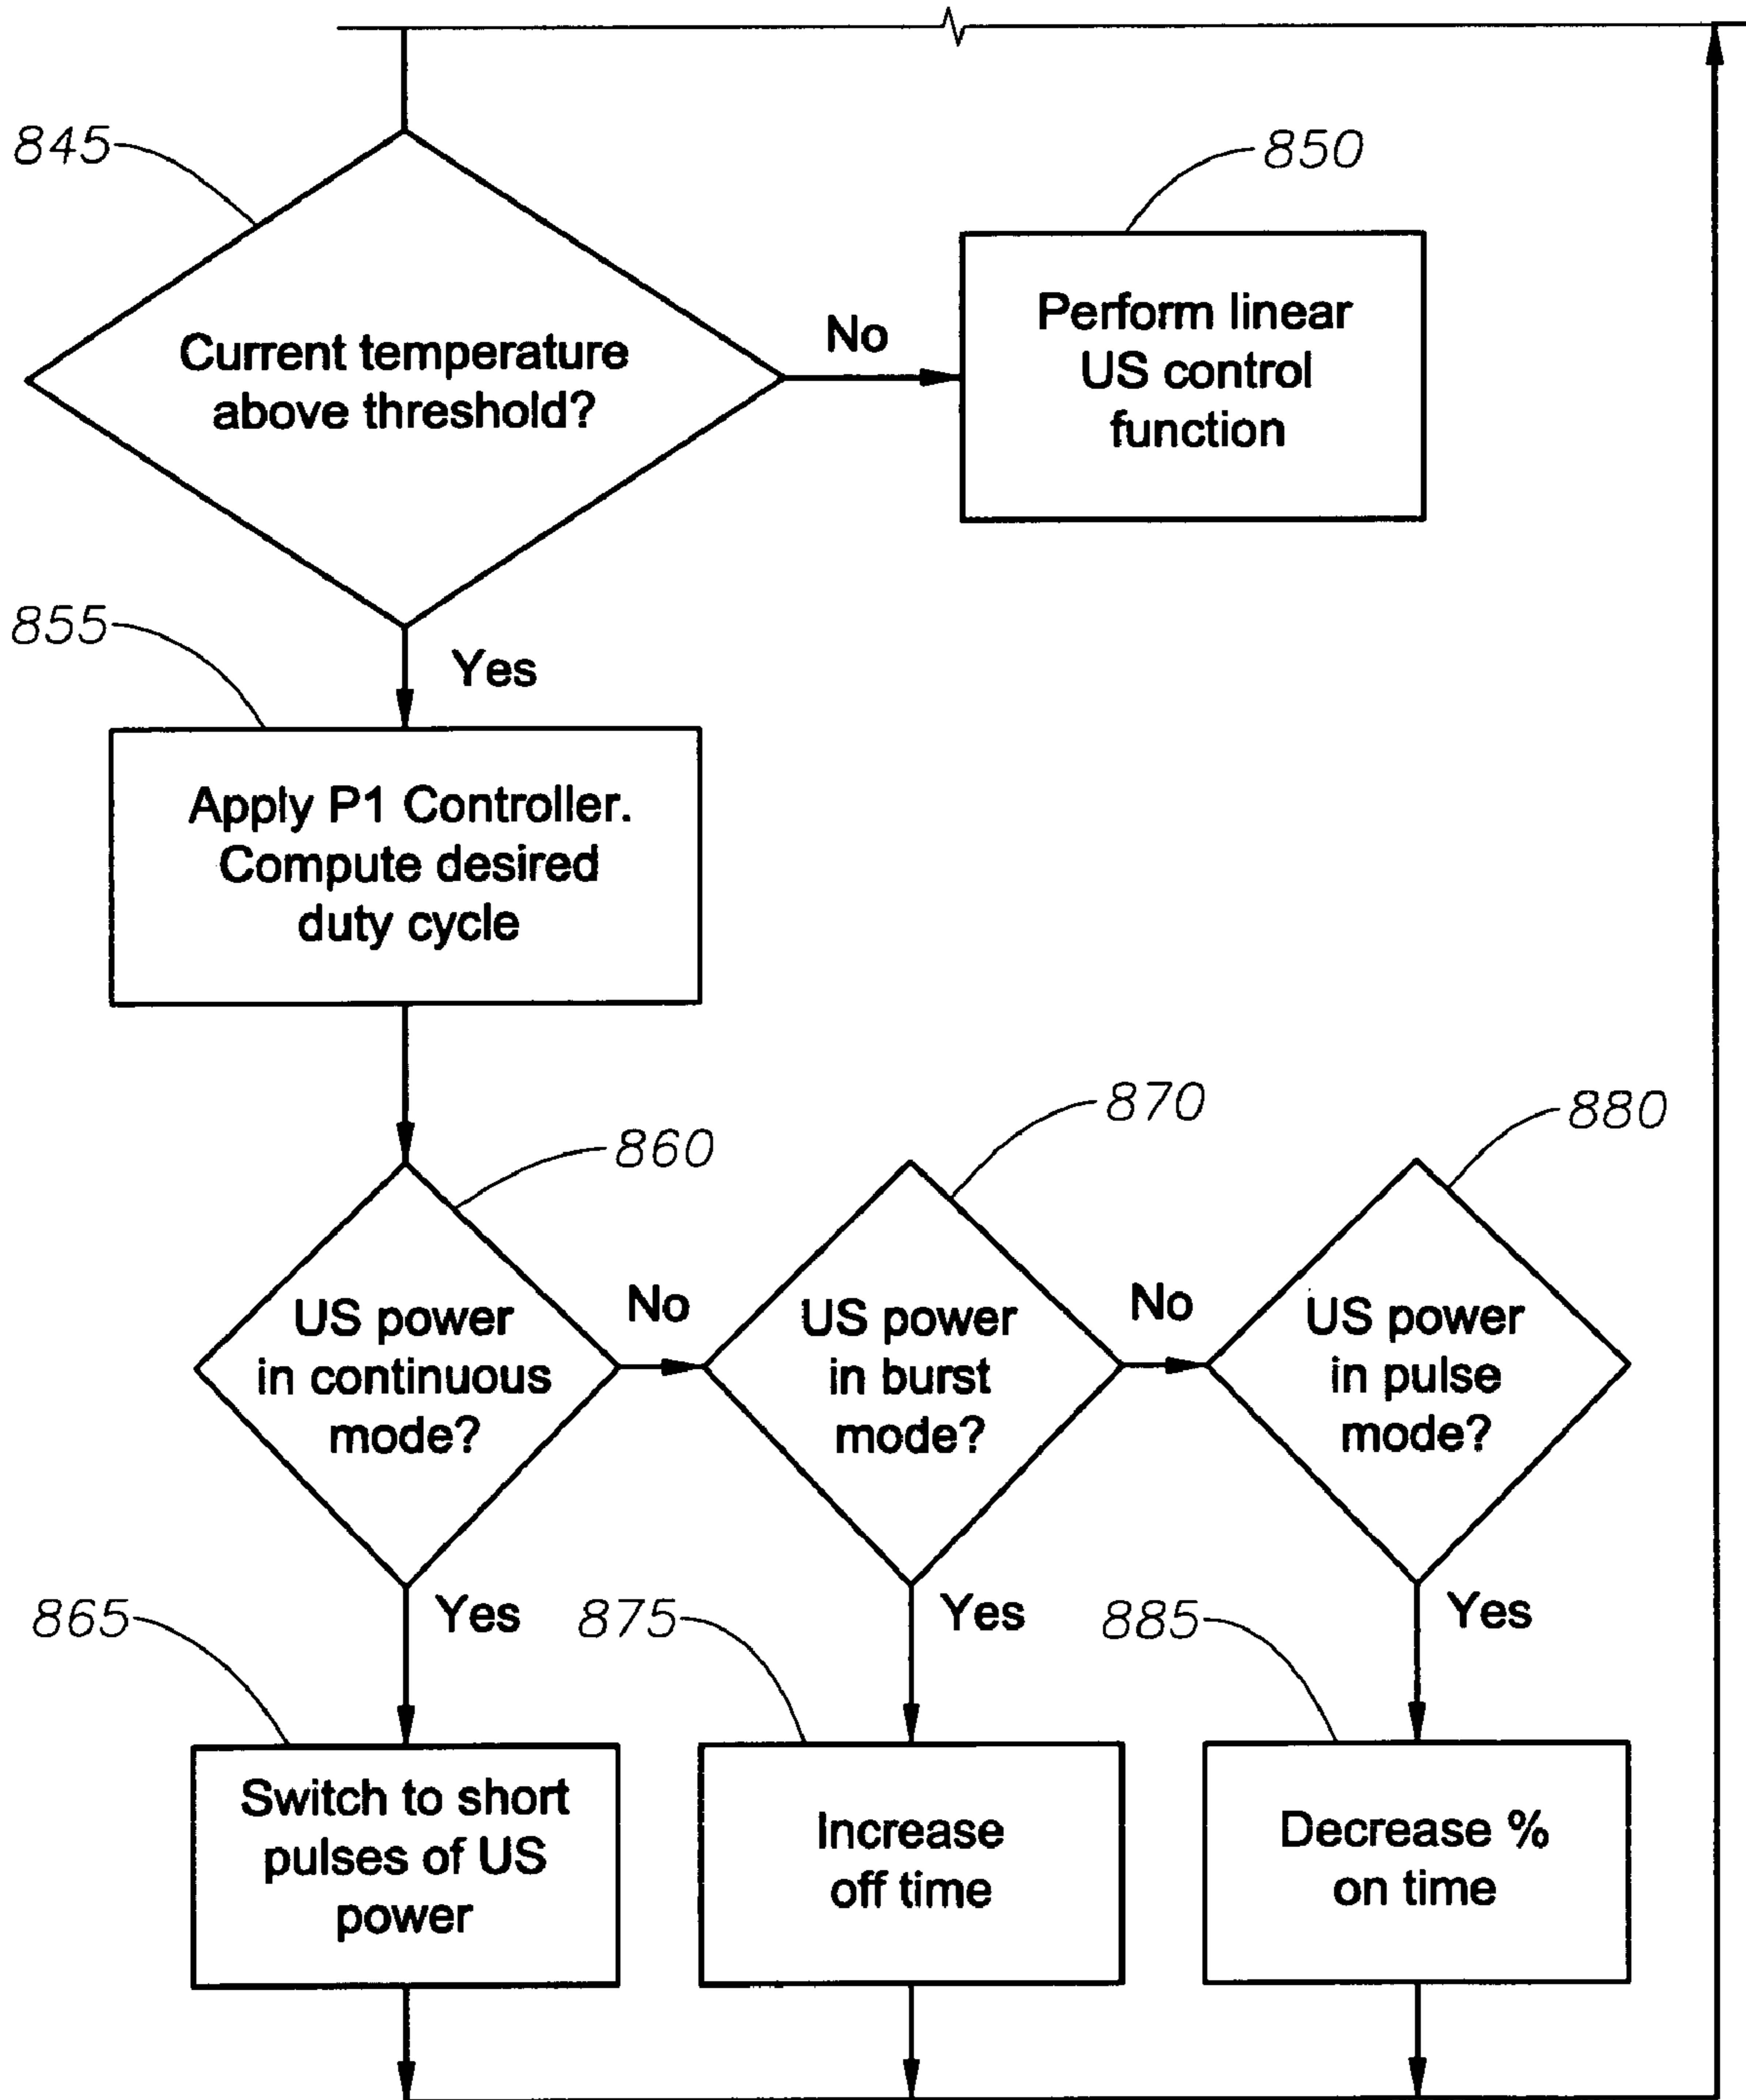 845
850
Current temperature
above threshold?
No
Perform linear
US control
function
855
Yes
Apply P1 Controller.
Compute desired
duty cycle
860
870
880
US power
in continuous
mode?
No
US power
in burst
mode?
No
US power
in pulse
mode?
865
Yes
875
Yes
885
Yes
Switch to short
pulses of US
power
Increase
off time
Decrease %
on time